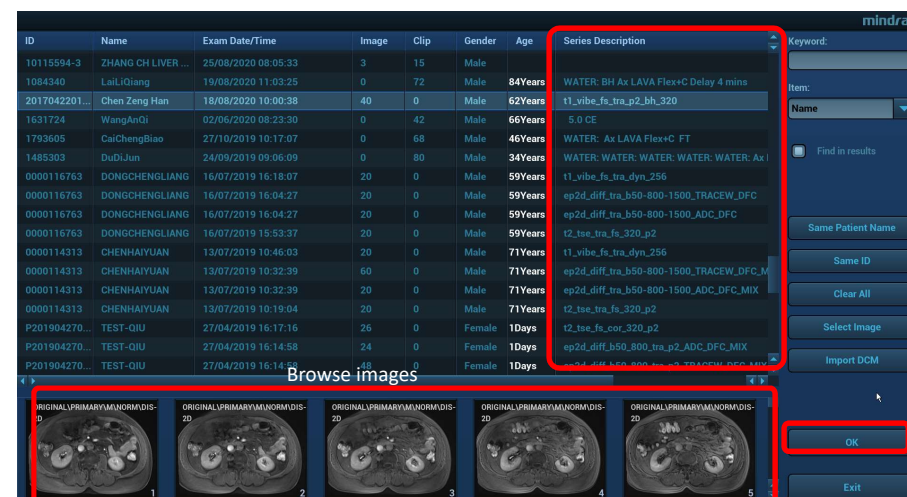 mindra
ID Name Exam Date/Time Image Clip Gender Age Series Description
Keyword:
10115594-3 ZHANG CH LIVER ... 25/08/2020 08:05:33 3 15 Male
1084340 LaiLiQiang 19/08/2020 11:03:25 0 72 Male 84Years WATER: BH Ax LAVA Flex+C Delay 4 mins
Item:
2017042201... Chen Zeng Han 18/08/2020 10:00:38 40 0 Male 62Years t1_vibe_fs_tra_p2_bh_320
Name
1631724 WangAnQi 02/06/2020 08:23:30 0 42 Male 66Years 5.0 CE
1793605 CaiChengBiao 27/10/2019 10:17:07 0 68 Male 46Years WATER: Ax LAVA Flex+C FT
Find in results
1485303 DuDiJun 24/09/2019 09:06:09 0 80 Male 34Years WATER: WATER: WATER: WATER: WATER: Ax
0000116763 DONGCHENGLIANG 16/07/2019 16:18:07 20 0 Male 59Years t1_vibe_fs_tra_dyn_256
0000116763 DONGCHENGLIANG 16/07/2019 16:04:27 20 0 Male 59Years ep2d_diff_tra_b50-800-1500_TRACEW_DFC
0000116763 DONGCHENGLIANG 16/07/2019 16:04:27 20 0 Male 59Years ep2d_diff_tra_b50-800-1500_ADC_DFC
Same Patient Name
0000116763 DONGCHENGLIANG 16/07/2019 15:53:37 20 0 Male 59Years t2_tse_tra_fs_320_p2
0000114313 CHENHAIYUAN 13/07/2019 10:46:03 20 0 Male 71Years t1_vibe_fs_tra_dyn_256
Same ID
0000114313 CHENHAIYUAN 13/07/2019 10:32:39 60 0 Male 71Years ep2d_diff_tra_b50-800-1500_TRACEW_DFC_M
0000114313 CHENHAIYUAN 13/07/2019 10:32:39 20 0 Male 71Years ep2d_diff_tra_b50-800-1500_ADC_DFC_MIX
Clear All
0000114313 CHENHAIYUAN 13/07/2019 10:19:04 20 0 Male 71Years t2_tse_tra_fs_320_p2
P201904270... TEST-QIU 27/04/2019 16:17:16 26 0 Female 1Days t2_tse_fs_cor_320_p2
Select Image
P201904270... TEST-QIU 27/04/2019 16:14:58 24 0 Female 1Days ep2d_diff_b50_800_tra_p2_ADC_DFC_MIX
P201904270... TEST-QIU 27/04/2019 16:14:58 48 0 Female 1Days ep2d_diff_b50_800_tra_p2_TRACEW_DFC_MIX
Import DCM
Browse images
ORIGINAL\PRIMARY\M\NORM\DIS- ORIGINAL\PRIMARY\M\NORM\DIS- ORIGINAL\PRIMARY\M\NORM\DIS- ORIGINAL\PRIMARY\M\NORM\DIS- ORIGINAL\PRIMARY\M\NORM\DIS-
2D 2D 2D 2D 2D
OK
1 2 3 4 5
Exit